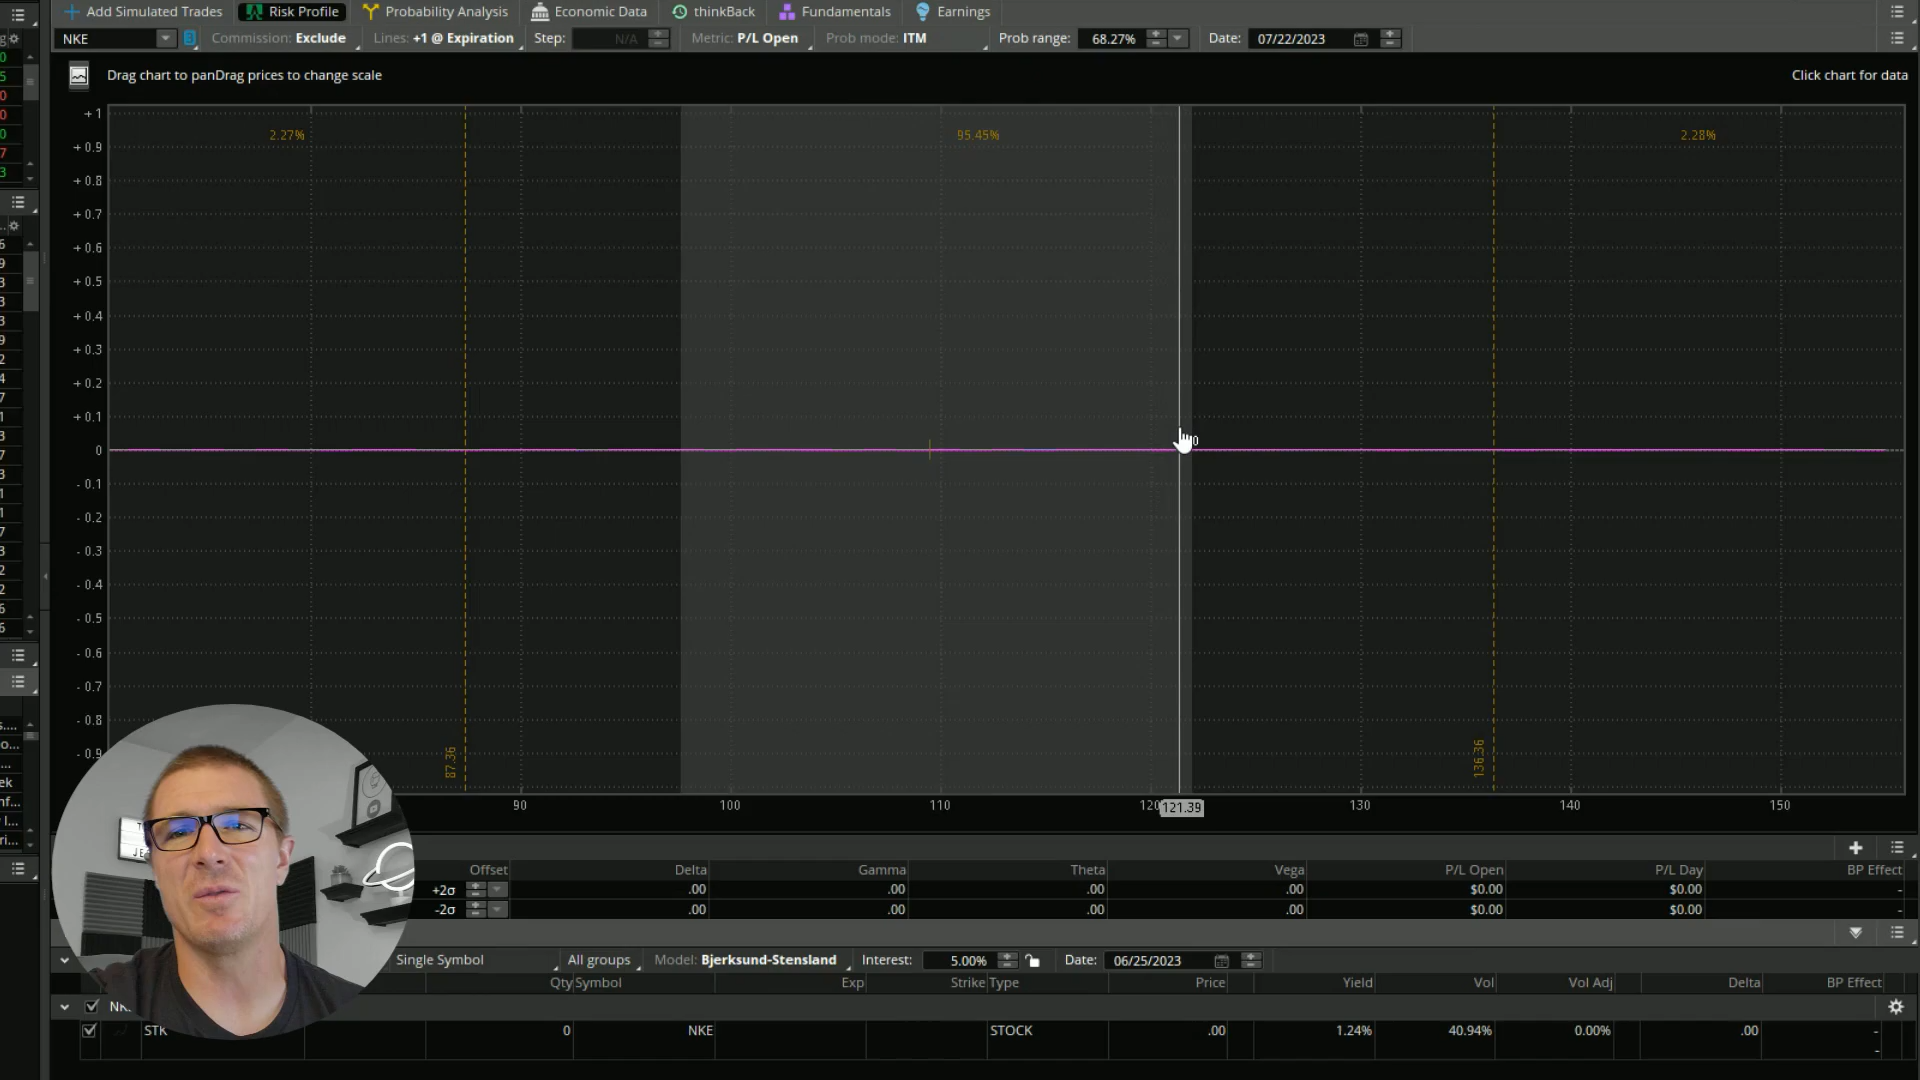 Add Simulated Trades Risk Profile Probability Analysis Economic Data thinkBack Fundamentals Earnings
NKE Commission: Exclude Lines: +1 @ Expiration Step: N/A Metric: P/L Open Prob mode: ITM Prob range: 68.27% Date: 07/22/2023
Drag chart to panDrag prices to change scale Click chart for data
+ 1
2.27% 95.45% 2.28%
+ 0.9
+ 0.8
+ 0.7
+ 0.6
+ 0.5
+ 0.4
+ 0.3
+ 0.2
+ 0.1
0
- 0.1
- 0.2
- 0.3
- 0.4
- 0.5
- 0.6
- 0.7
- 0.8
- 0.9
87.36 136.36
90 100 110 120 121.39 130 140 150
Offset Delta Gamma Theta Vega P/L Open P/L Day BP Effect
+2σ .00 .00 .00 .00 $0.00 $0.00 -
-2σ .00 .00 .00 .00 $0.00 $0.00 -
Single Symbol All groups Model: Bjerksund-Stensland Interest: 5.00% Date: 06/25/2023
Qty Symbol Exp Strike Type Price Yield Vol Vol Adj Delta BP Effect
STK 0 NKE STOCK .00 1.24% 40.94% 0.00% .00 -
-